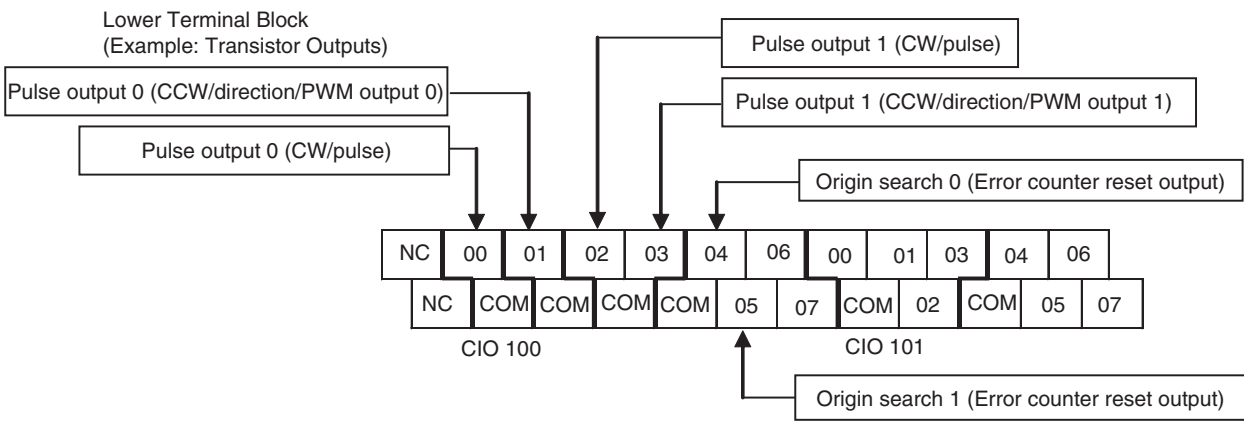 Lower Terminal Block
(Example: Transistor Outputs)
Pulse output 1 (CW/pulse)
Pulse output 0 (CCW/direction/PWM output 0)
Pulse output 1 (CCW/direction/PWM output 1)
Pulse output 0 (CW/pulse)
Origin search 0 (Error counter reset output)
NC 00 01 02 03 04 06 00 01 03 04 06
NC COM COM COM COM 05 07 COM 02 COM 05 07
CIO 100 CIO 101
Origin search 1 (Error counter reset output)